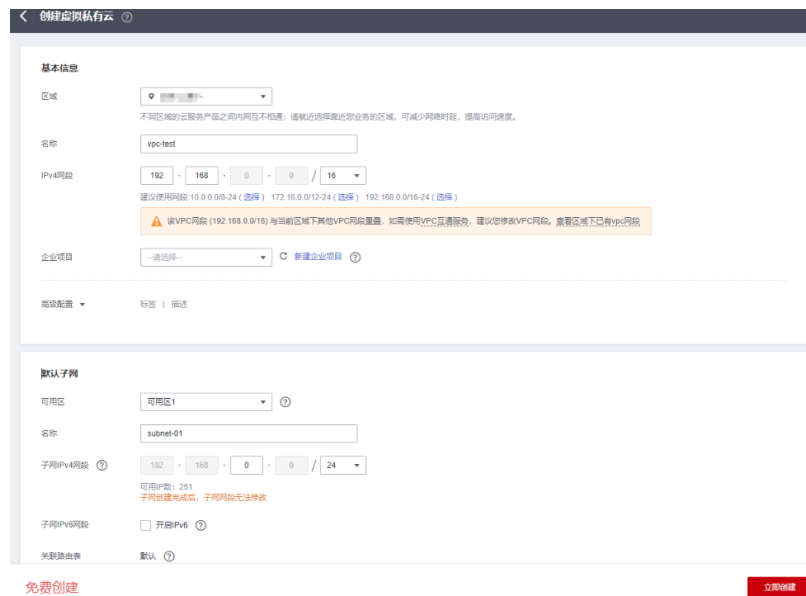 创建虚拟私有云 ?
基本信息
区域
不同区域的云服务产品之间内网互不相通；请就近选择靠近您业务的区域，可减少网络时延，提高访问速度。
名称 vpc-test
IPv4网段 192 · 168 · 0 · 0 / 16
建议使用网段:10.0.0.0/8-24 (选择) 172.16.0.0/12-24 (选择) 192.168.0.0/16-24 (选择)
该VPC网段 (192.168.0.0/16) 与当前区域下其他VPC网段重叠，如需使用VPC互通服务，建议您修改VPC网段。查看区域下已有vpc网段
企业项目 --请选择-- C 新建企业项目 ?
高级配置 标签 | 描述
默认子网
可用区 可用区1 ?
名称 subnet-01
子网IPv4网段 ? 192 · 168 · 0 · 0 / 24
可用IP数：251
子网创建完成后，子网网段无法修改
子网IPv6网段 开启IPv6 ?
关联路由表 默认 ?
免费创建 立即创建